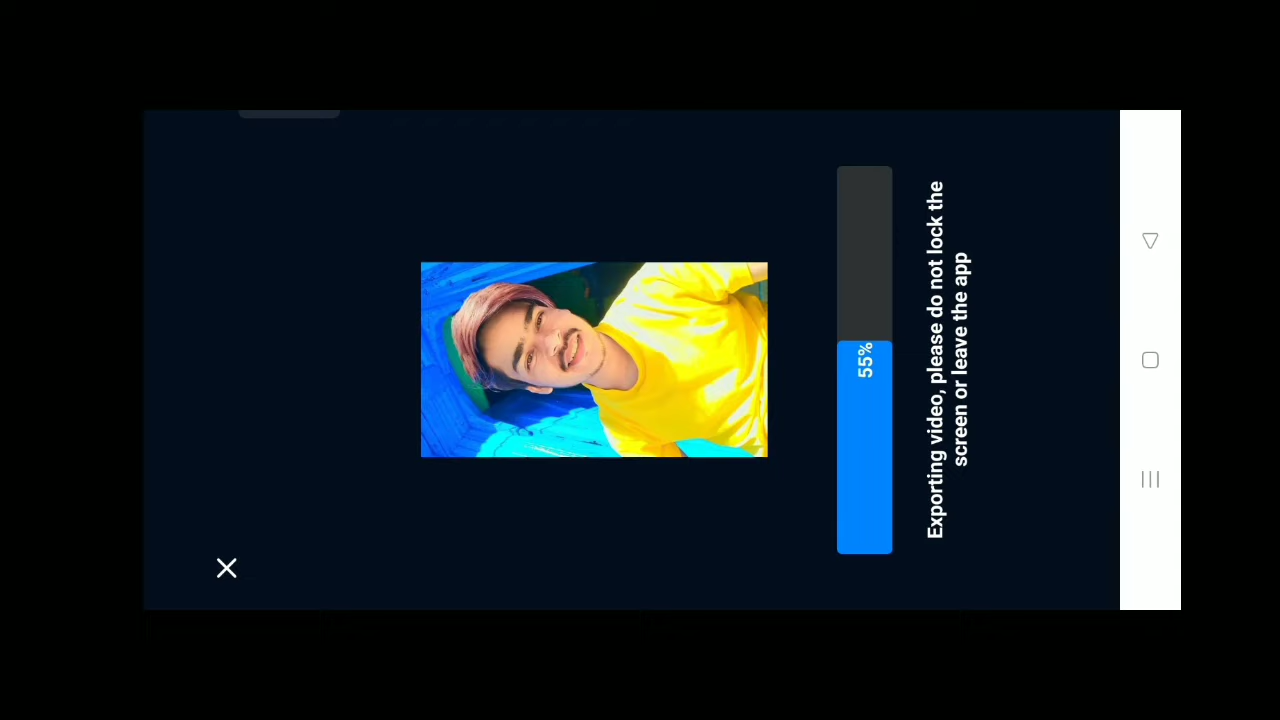 55%
Exporting video, please do not lock the
screen or leave the app